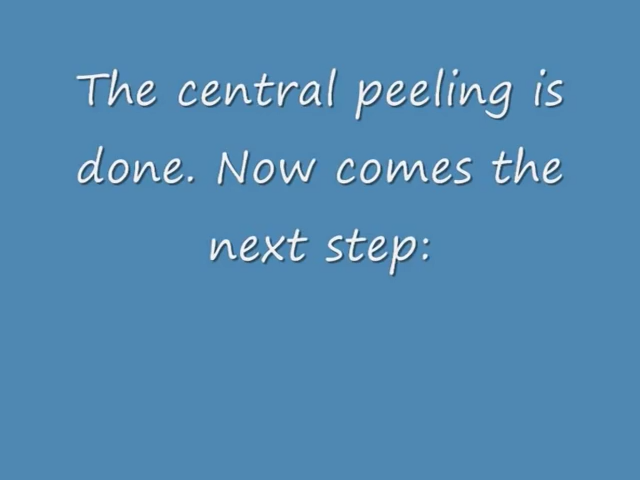 The central peeling is
done. Now comes the
next step: